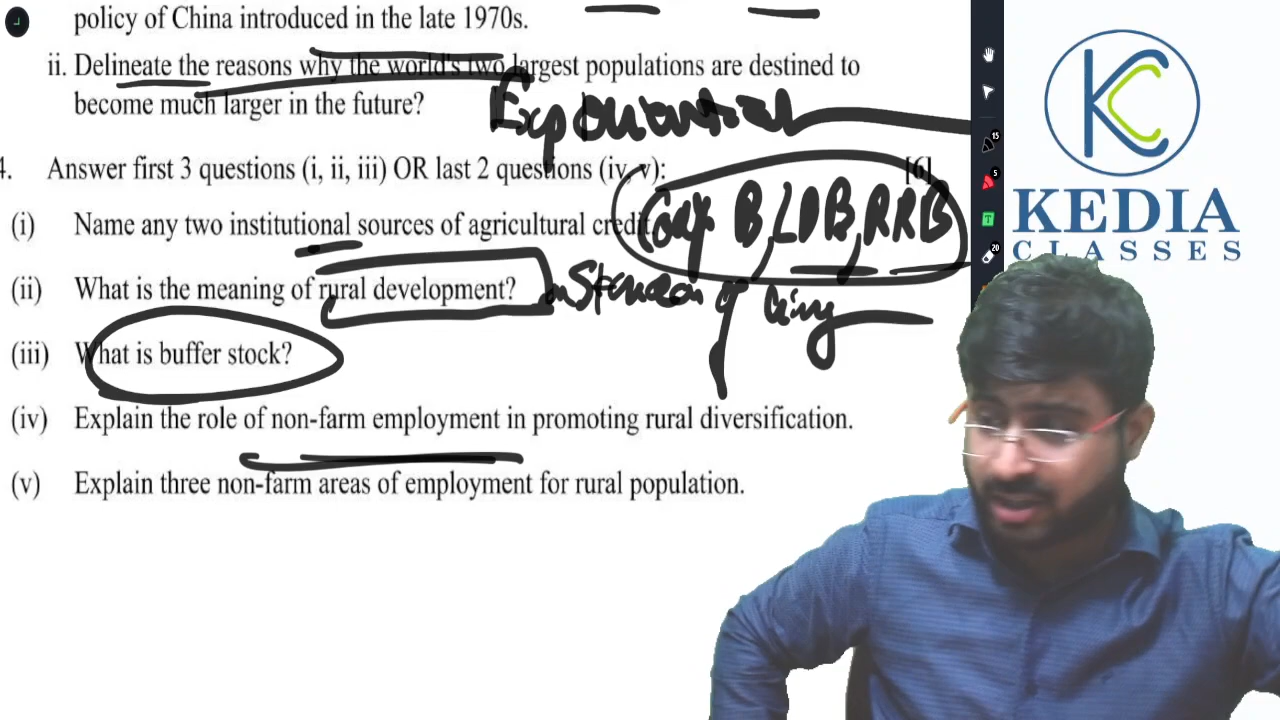 policy of China introduced in the late 1970s.
ii. Delineate the reasons why the world's two largest populations are destined to
become much larger in the future?
Exponential
4. Answer first 3 questions (i, ii, iii) OR last 2 questions (iv, v): [6]
(i) Name any two institutional sources of agricultural credit.
B, LDB, RRB
(ii) What is the meaning of rural development?
(iii) What is buffer stock?
(iv) Explain the role of non-farm employment in promoting rural diversification.
(v) Explain three non-farm areas of employment for rural population.
15
5
T
20
KC
KEDIA
CLASSES